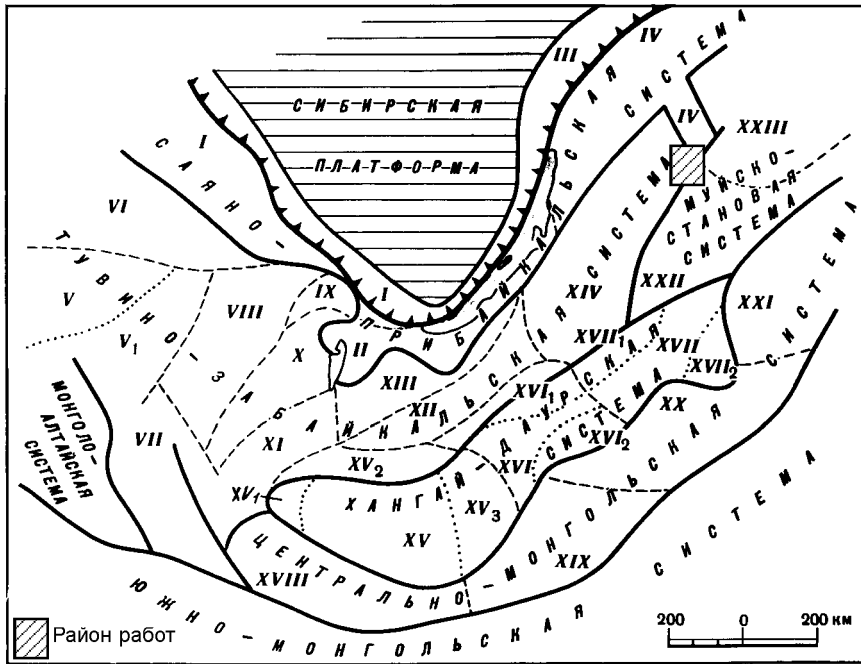 СИБИРСКАЯ
ПЛАТФОРМА
САЯНО-ПРИБАЙКАЛЬСКАЯ СИСТЕМА
ТУВИНО-ЗАБАЙКАЛЬСКАЯ СИСТЕМА
МУЙСКО-
СТАНОВАЯ
СИСТЕМА
МОНГОЛО-
АЛТАЙСКАЯ
СИСТЕМА
ХАНГАЙ-ДАУРСКАЯ СИСТЕМА
ЦЕНТРАЛЬНО-МОНГОЛЬСКАЯ СИСТЕМА
ЮЖНО-МОНГОЛЬСКАЯ СИСТЕМА
I
I
II
III
IV
IV
V
V1
VI
VII
VIII
IX
X
XI
XII
XIII
XIV
XV
XV1
XV2
XV3
XVI
XVI1
XVI2
XVII
XVII1
XVII2
XVIII
XIX
XX
XXI
XXII
XXIII
Район работ
200 0 200 км